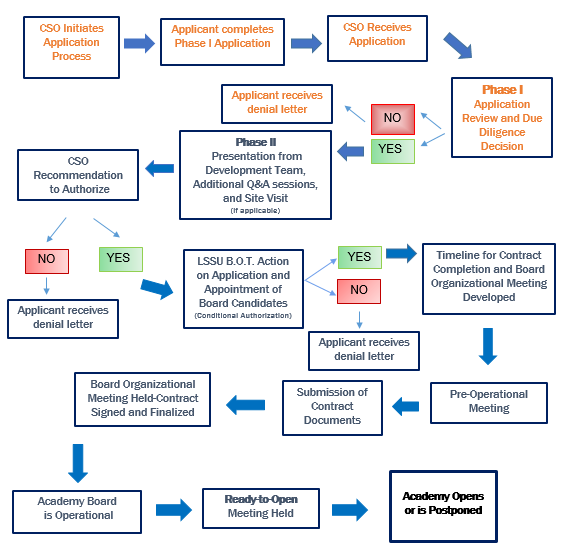 CSO Initiates
Application
Process
Applicant completes
Phase I Application
CSO Receives
Application
Phase I
Application
Review and Due
Diligence
Decision
Applicant receives
denial letter
NO
YES
Phase II
Presentation from
Development Team,
Additional Q&A sessions,
and Site Visit
(if applicable)
CSO
Recommendation
to Authorize
NO
YES
Applicant receives
denial letter
LSSU B.O.T. Action
on Application and
Appointment of
Board Candidates
(Conditional Authorization)
YES
NO
Applicant receives
denial letter
Timeline for Contract
Completion and Board
Organizational Meeting
Developed
Pre-Operational
Meeting
Submission of
Contract
Documents
Board Organizational
Meeting Held-Contract
Signed and Finalized
Academy Board
is Operational
Ready-to-Open
Meeting Held
Academy Opens
or is Postponed